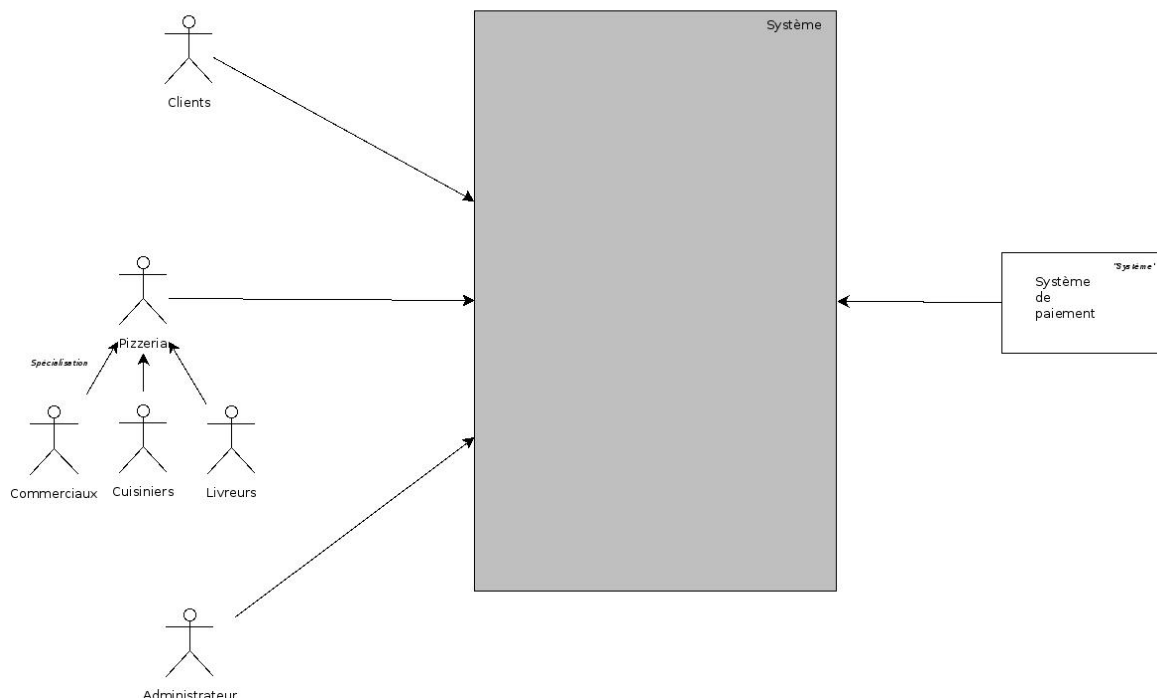 Système
Clients
"Système"
Système
de
paiement
Pizzeria
Spécialisation
Commerciaux
Cuisiniers
Livreurs
Administrateur